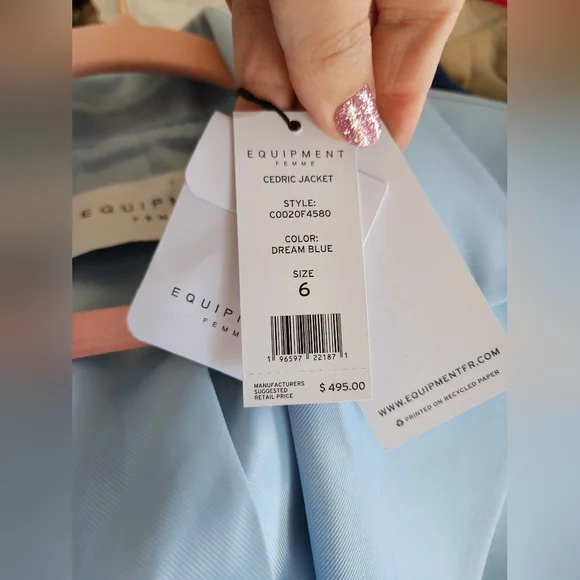 EQUIPMENT
FEMME
CEDRIC JACKET
STYLE:
C0020F4580
COLOR:
DREAM BLUE
SIZE
6
1 96597 22187 1
MANUFACTURERS
SUGGESTED
RETAIL PRICE
$ 495.00
EQUIPMENT
FEMME
EQUIPM
FEMME
WWW.EQUIPMENTFR.COM
PRINTED ON RECYCLED PAPER